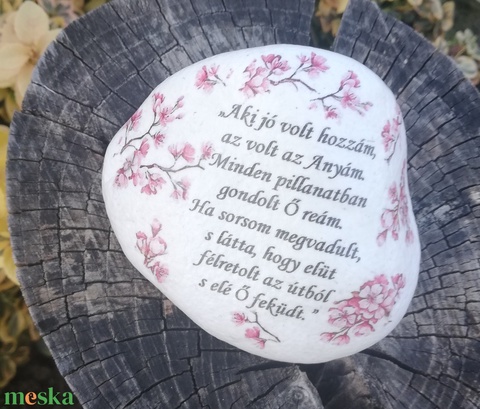 „Aki jó volt hozzám,
az volt az Anyám.
Minden pillanatban
gondolt Ő reám.
Ha sorsom megvadult,
s látta, hogy elüt
félretolt az útból
s elé Ő feküdt.”
meska